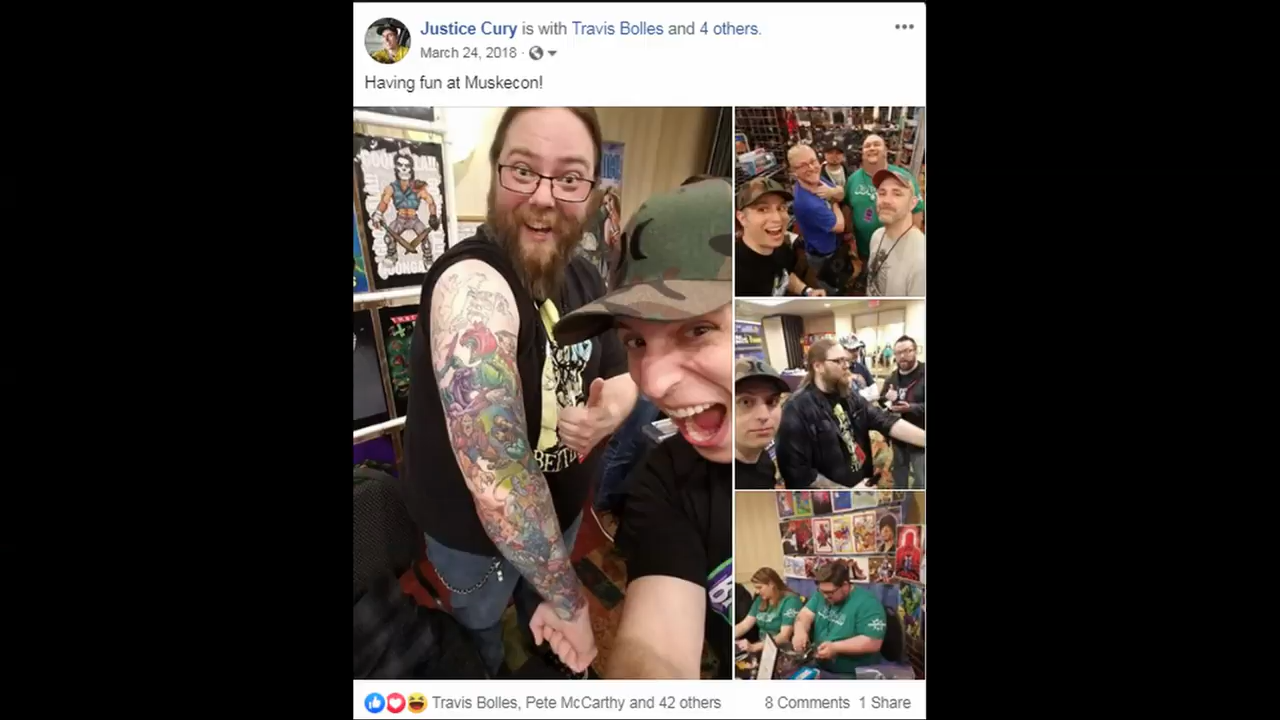 Justice Cury is with Travis Bolles and 4 others.
March 24, 2018 ·
Having fun at Muskecon!
Travis Bolles, Pete McCarthy and 42 others
8 Comments 1 Share